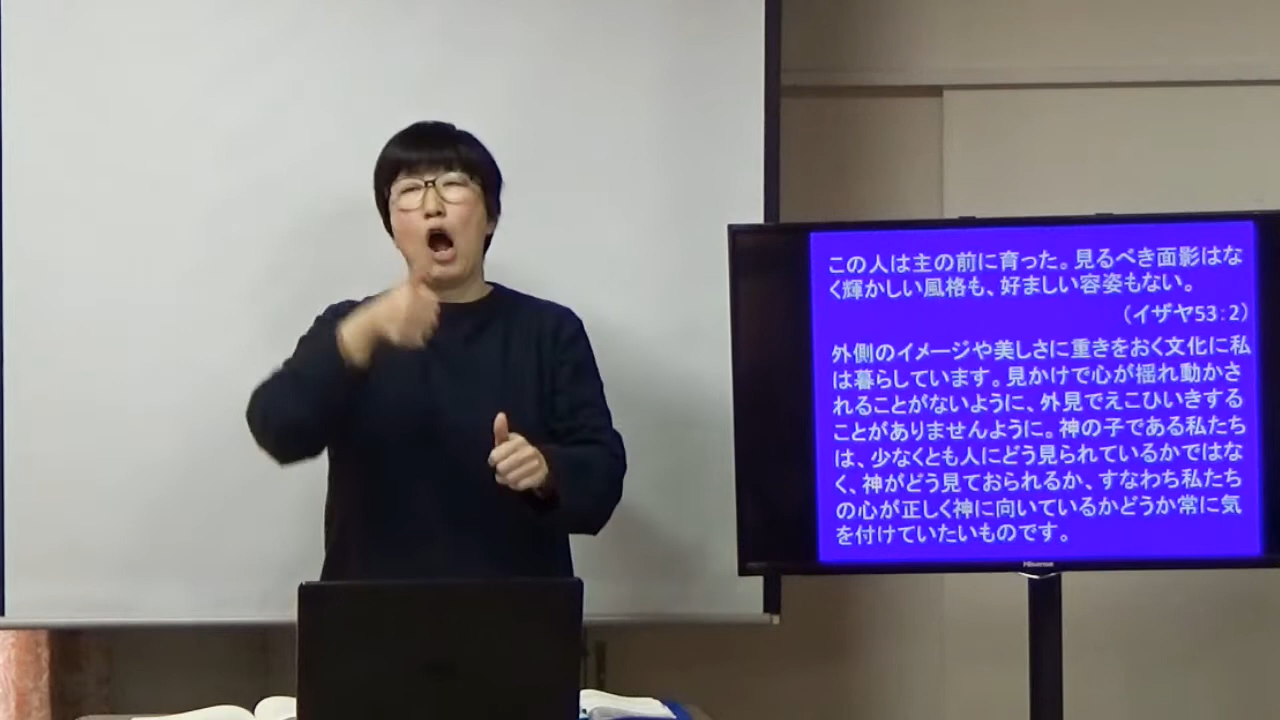 この人は主の前に育った。見るべき面影はな
く輝かしい風格も、好ましい容姿もない。
（イザヤ53：2）
外側のイメージや美しさに重きをおく文化に私
は暮らしています。見かけで心が揺れ動かさ
れることがないように、外見でえこひいきする
ことがありませんように。神の子である私たち
は、少なくとも人にどう見られているかではな
く、神がどう見ておられるか、すなわち私たち
の心が正しく神に向いているかどうか常に気
を付けていたいものです。
Hisense